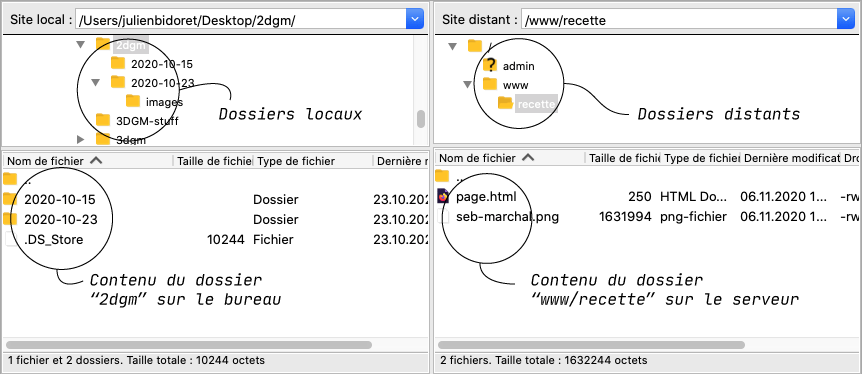 Site local : /Users/julienbidoret/Desktop/2dgm/
2dgm
2020-10-15
2020-10-23
images
3DGM-stuff
3dgm
Dossiers locaux
Nom de fichier Taille de fichie Type de fichier Dernière m
..
2020-10-15 Dossier 23.10.202
2020-10-23 Dossier 23.10.202
.DS_Store 10244 Fichier 23.10.202
Contenu du dossier
“2dgm” sur le bureau
1 fichier et 2 dossiers. Taille totale : 10244 octets
Site distant : /www/recette
/
? admin
www
recette
Dossiers distants
Nom de fichier Taille de fichi Type de fichier Dernière modificat Dro
..
page.html 250 HTML Do... 06.11.2020 1... -rw
seb-marchal.png 1631994 png-fichier 06.11.2020 1... -rw
Contenu du dossier
“www/recette” sur le serveur
2 fichiers. Taille totale : 1632244 octets